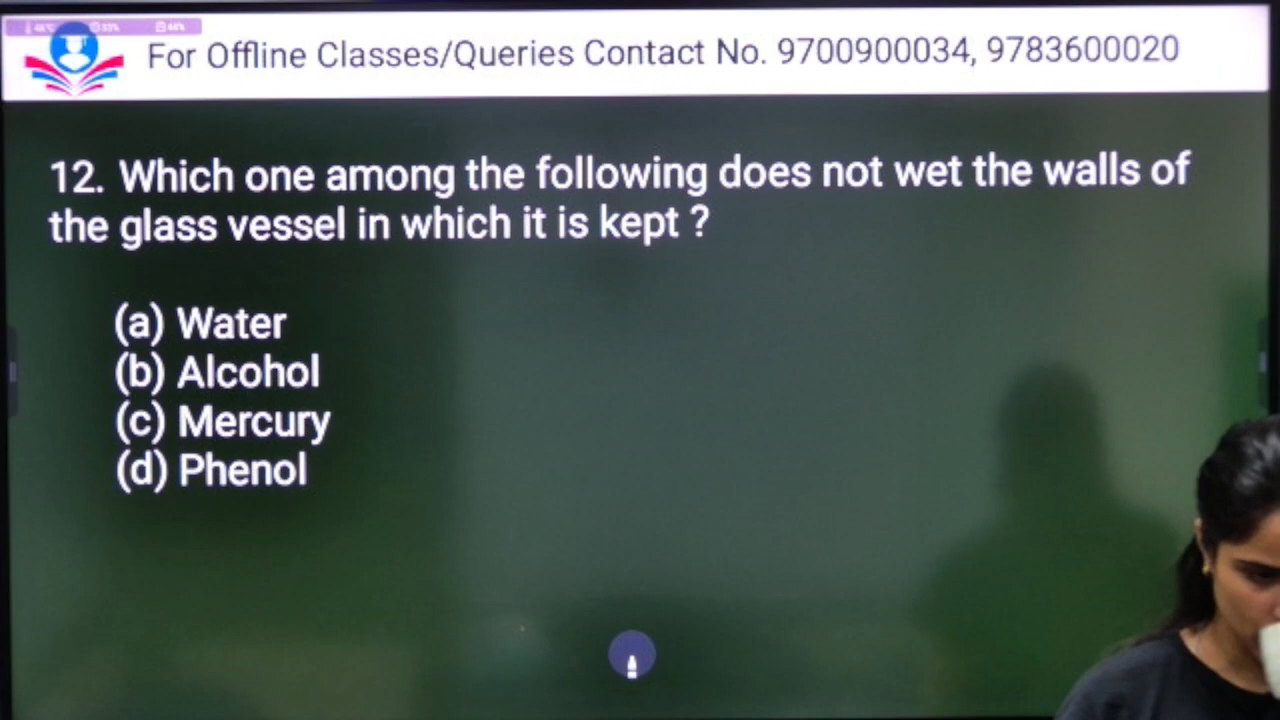 For Offline Classes/Queries Contact No. 9700900034, 9783600020
12. Which one among the following does not wet the walls of
the glass vessel in which it is kept ?
(a) Water
(b) Alcohol
(c) Mercury
(d) Phenol